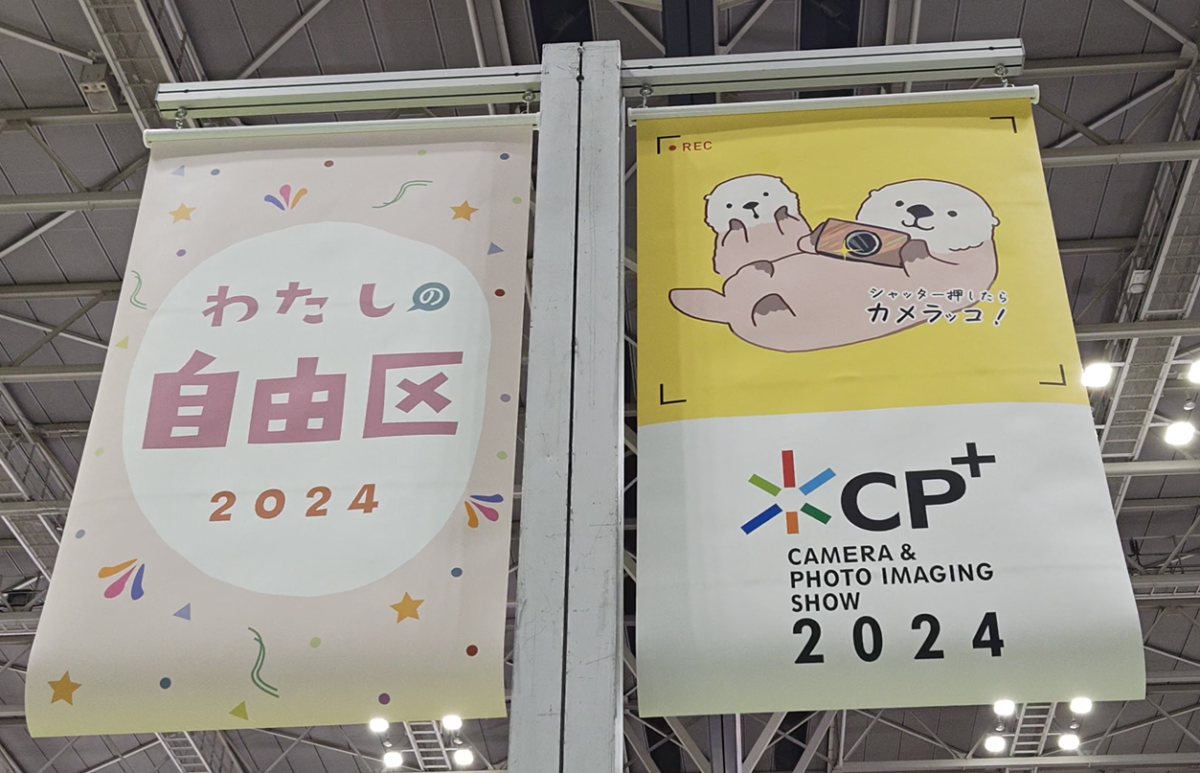 わたしの
自由区
2024
REC
シャッター押したら
カメラッコ!
CP+
CAMERA &
PHOTO IMAGING
SHOW
2024